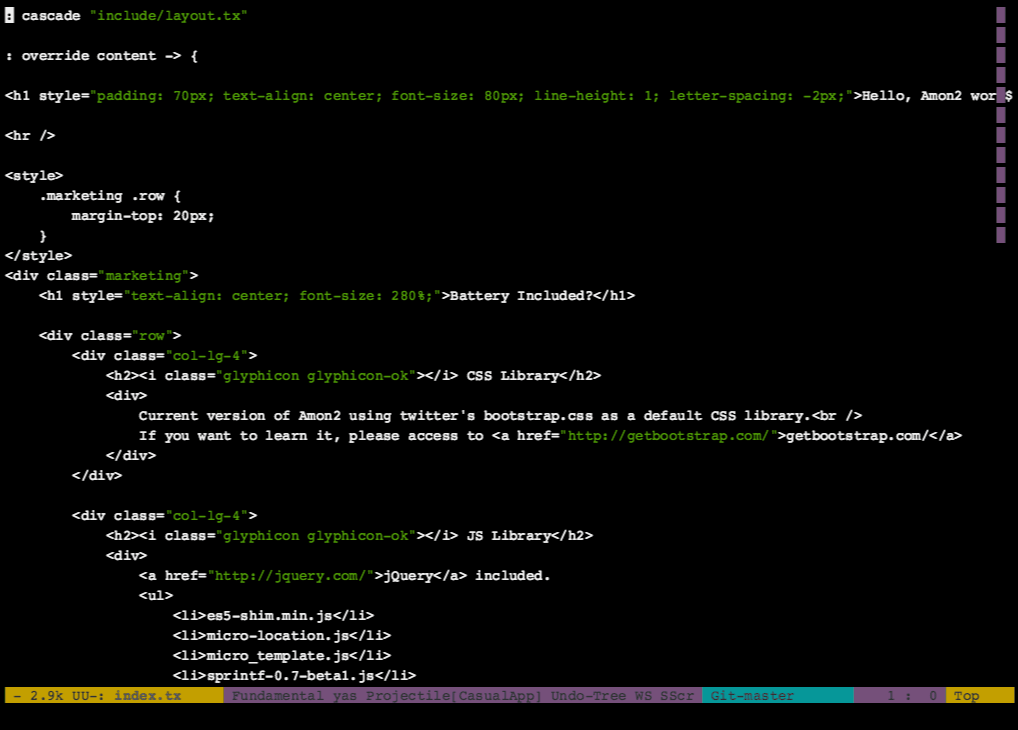 : cascade "include/layout.tx"
: override content -> {
<h1 style="padding: 70px; text-align: center; font-size: 80px; line-height: 1; letter-spacing: -2px;">Hello, Amon2 wor $
<hr />
<style>
    .marketing .row {
        margin-top: 20px;
    }
</style>
<div class="marketing">
    <h1 style="text-align: center; font-size: 280%;">Battery Included?</h1>
    <div class="row">
        <div class="col-lg-4">
            <h2><i class="glyphicon glyphicon-ok"></i> CSS Library</h2>
            <div>
                Current version of Amon2 using twitter's bootstrap.css as a default CSS library.<br />
                If you want to learn it, please access to <a href="http://getbootstrap.com/">getbootstrap.com/</a>
            </div>
        </div>
        <div class="col-lg-4">
            <h2><i class="glyphicon glyphicon-ok"></i> JS Library</h2>
            <div>
                <a href="http://jquery.com/">jQuery</a> included.
                <ul>
                    <li>es5-shim.min.js</li>
                    <li>micro-location.js</li>
                    <li>micro_template.js</li>
                    <li>sprintf-0.7-beta1.js</li>
- 2.9k UU-: index.tx Fundamental yas Projectile[CasualApp] Undo-Tree WS SScr Git-master 1 : 0 Top